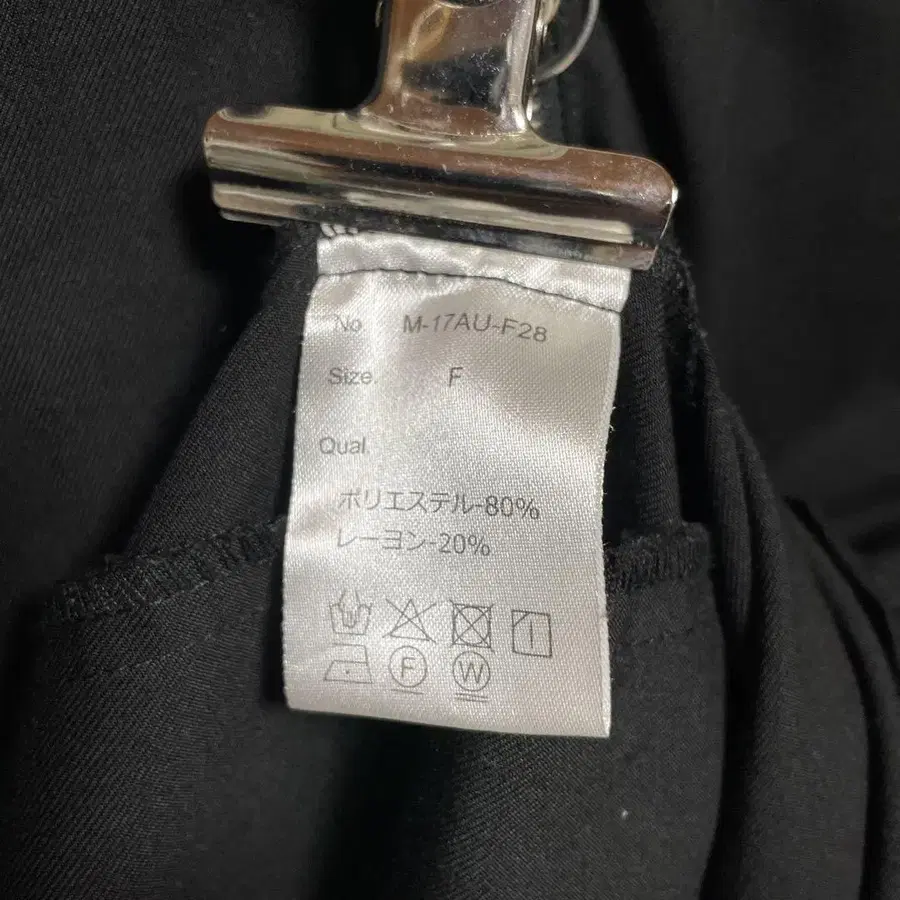 No M-17AU-F28
Size. F
Qual
ポリエステル-80%
レーヨン-20%
F W